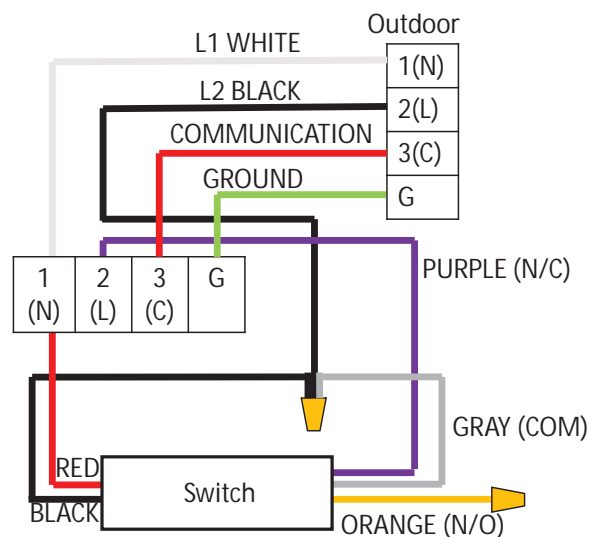 Outdoor
L1 WHITE
1(N)
L2 BLACK
2(L)
COMMUNICATION
3(C)
GROUND
G
1 2 3 G
(N) (L) (C)
PURPLE (N/C)
GRAY (COM)
RED
Switch
BLACK
ORANGE (N/O)